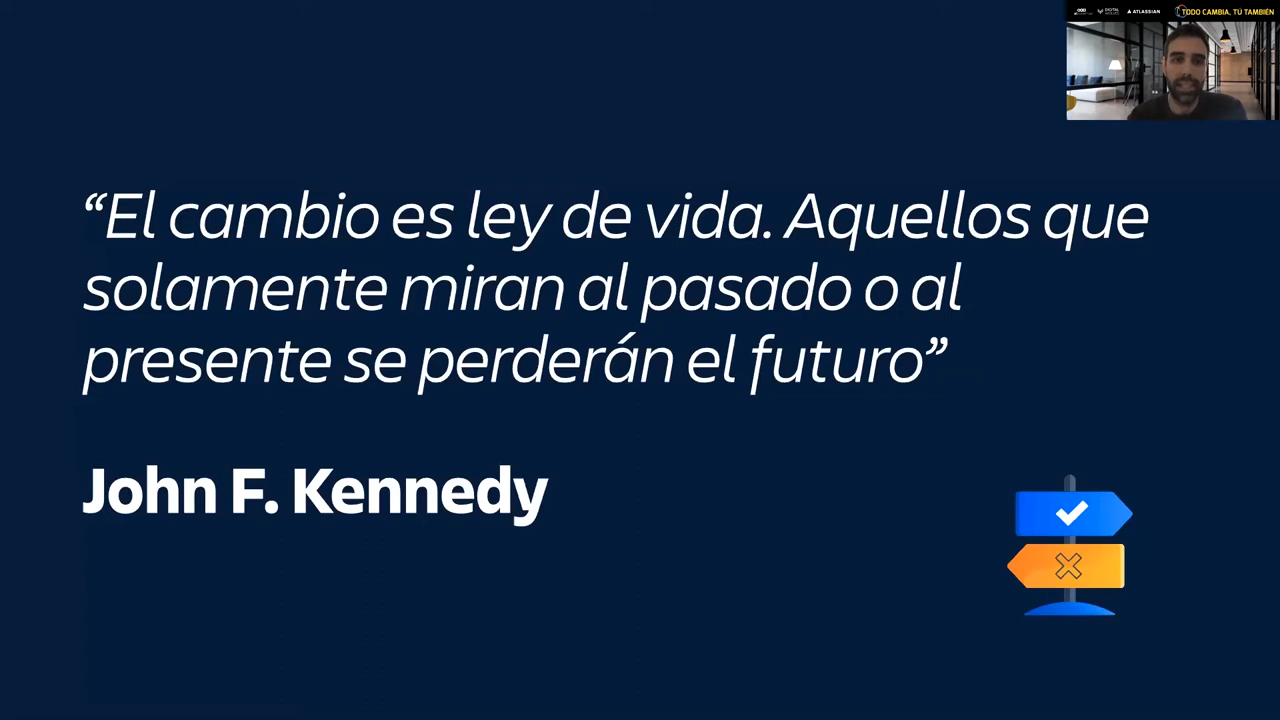 ATLASSIAN
TODO CAMBIA, TÚ TAMBIÉN
“El cambio es ley de vida. Aquellos que
solamente miran al pasado o al
presente se perderán el futuro”
John F. Kennedy